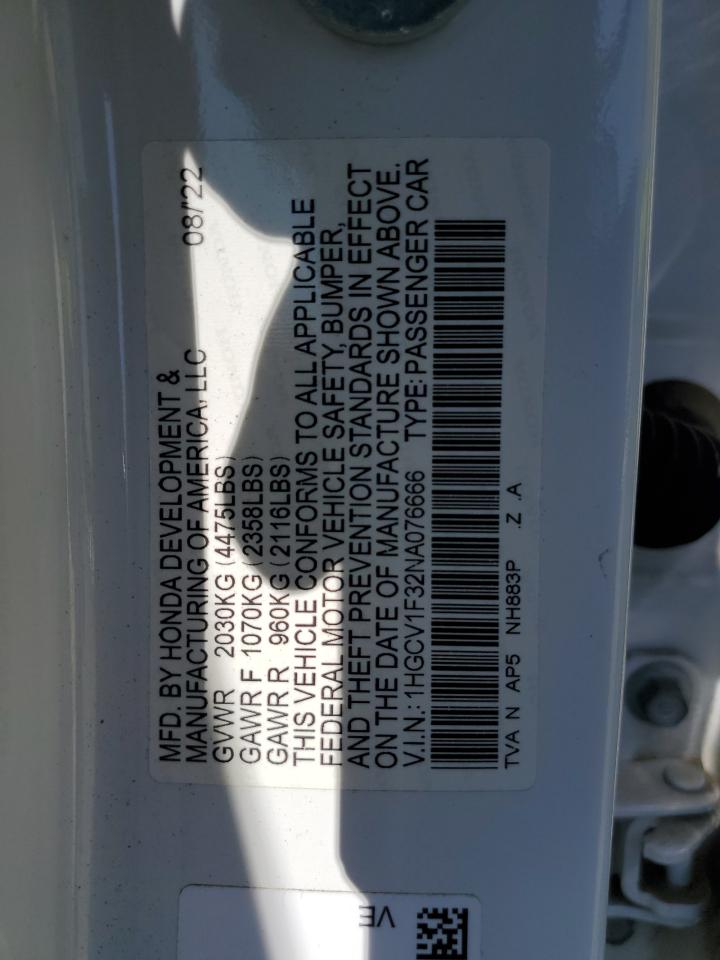 MFD. BY HONDA DEVELOPMENT &
MANUFACTURING OF AMERICA, LLC 08/'22
GVWR 2030KG (4475LBS)
GAWR F 1070KG (2358LBS)
GAWR R 960KG (2116LBS)
THIS VEHICLE CONFORMS TO ALL APPLICABLE
FEDERAL MOTOR VEHICLE SAFETY, BUMPER,
AND THEFT PREVENTION STANDARDS IN EFFECT
ON THE DATE OF MANUFACTURE SHOWN ABOVE.
V.I.N.: 1HGCV1F32NA076666 TYPE: PASSENGER CAR
TVA N AP5 NH883P .Z .A
VE